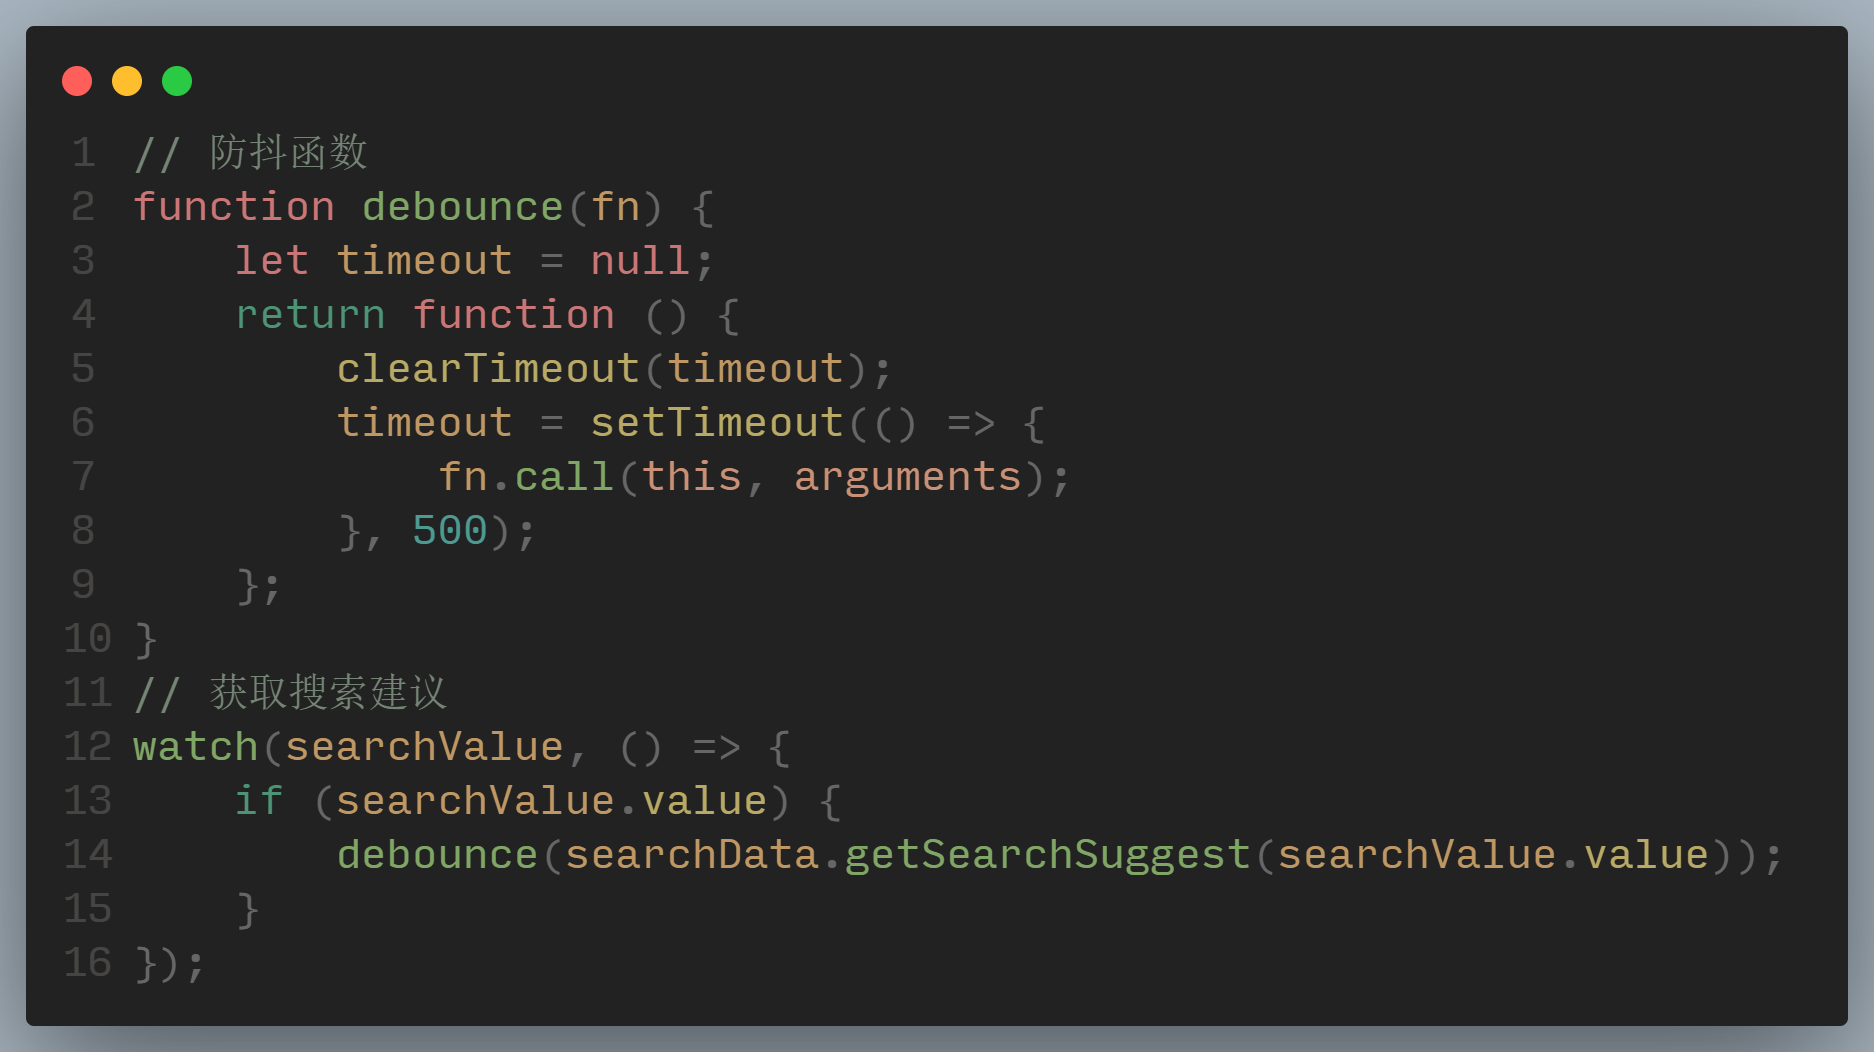 1 // 防抖函数
2 function debounce(fn) {
3     let timeout = null;
4     return function () {
5         clearTimeout(timeout);
6         timeout = setTimeout(() => {
7             fn.call(this, arguments);
8         }, 500);
9     };
10 }
11 // 获取搜索建议
12 watch(searchValue, () => {
13     if (searchValue.value) {
14         debounce(searchData.getSearchSuggest(searchValue.value));
15     }
16 });